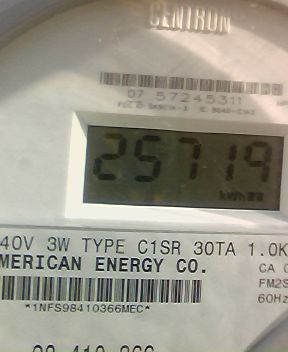 CENTRON
07 57245311
25719
kWh
40V 3W TYPE C1SR 30TA 1.0K
MERICAN ENERGY CO.
CA 0
FM2S
60Hz
*1NFS98410366MEC*